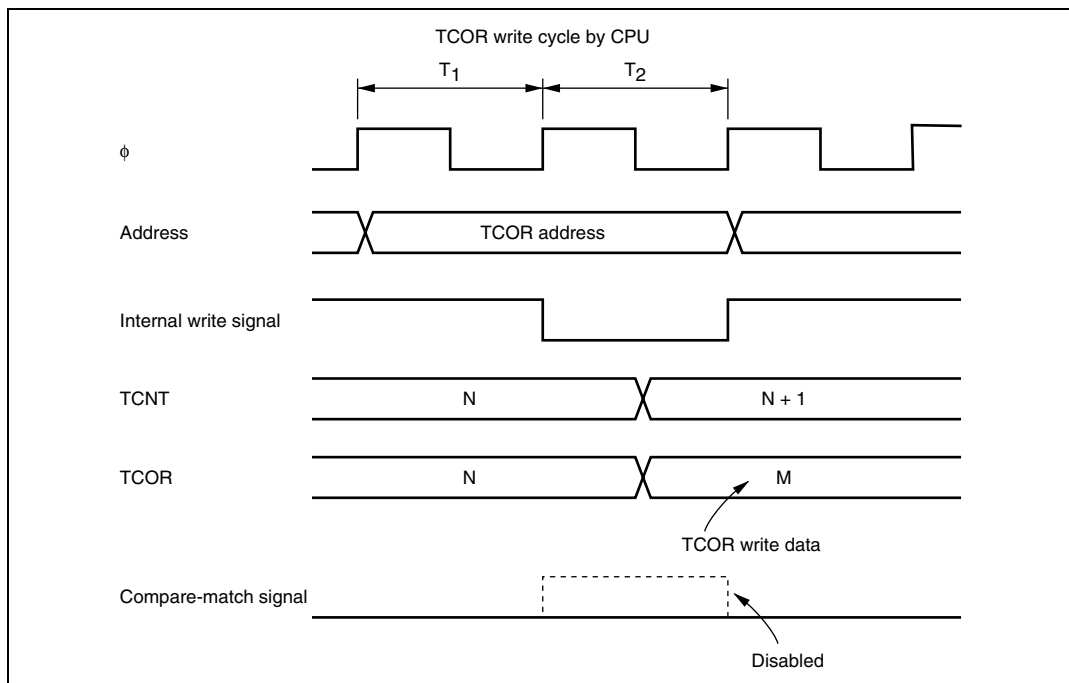 TCOR write cycle by CPU
T1 T2
ϕ
Address TCOR address
Internal write signal
TCNT N N + 1
TCOR N M
TCOR write data
Compare-match signal
Disabled